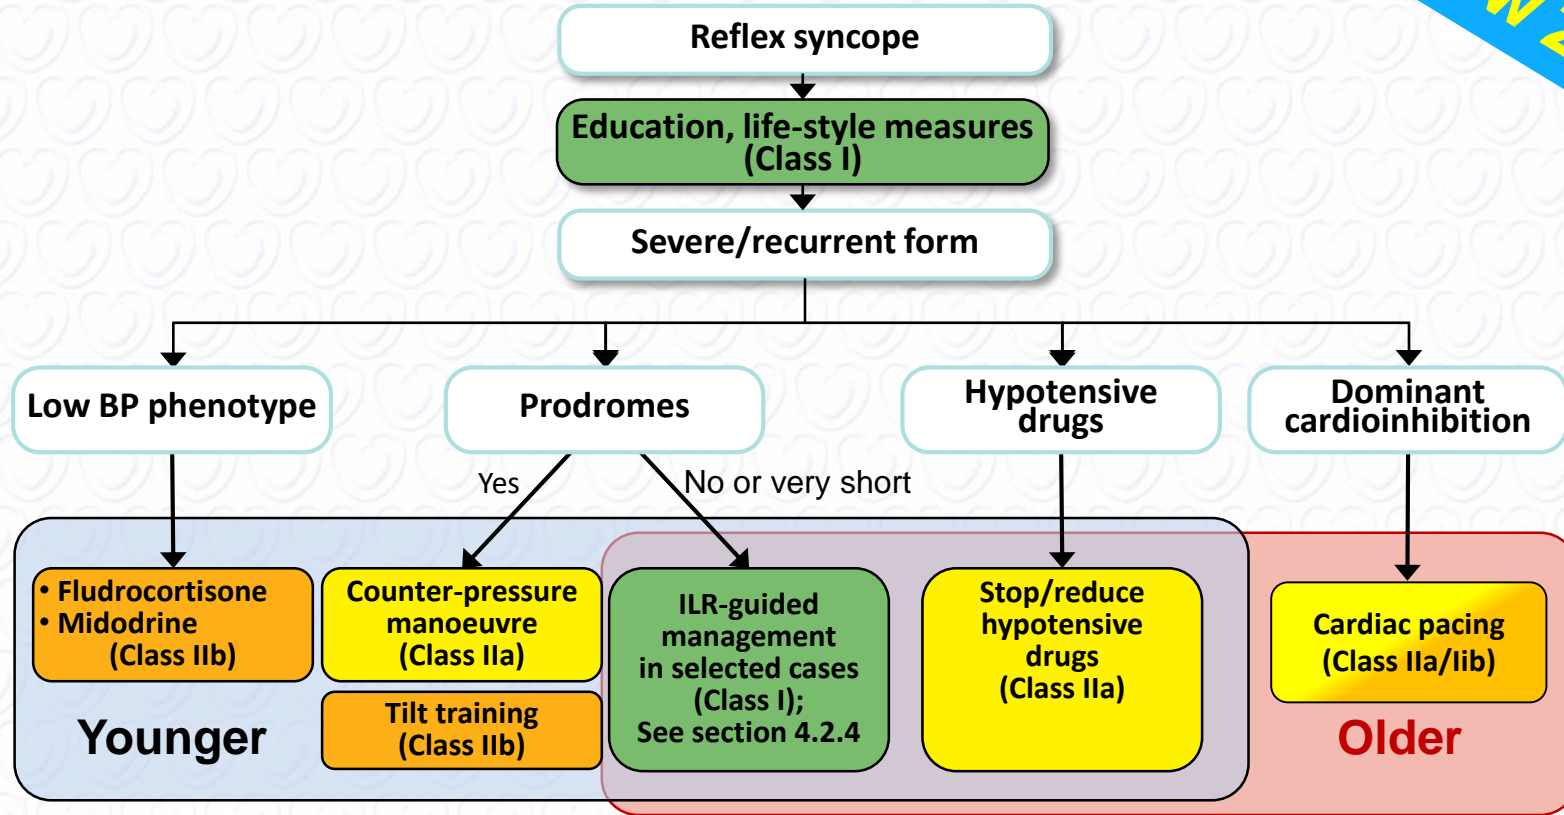 Reflex syncope
Education, life-style measures
(Class I)
Severe/recurrent form
Low BP phenotype
Prodromes
Hypotensive
drugs
Dominant
cardioinhibition
Yes
No or very short
• Fludrocortisone
• Midodrine
(Class IIb)
Counter-pressure
manoeuvre
(Class IIa)
Tilt training
(Class IIb)
ILR-guided
management
in selected cases
(Class I);
See section 4.2.4
Stop/reduce
hypotensive
drugs
(Class IIa)
Cardiac pacing
(Class IIa/Iib)
Younger
Older